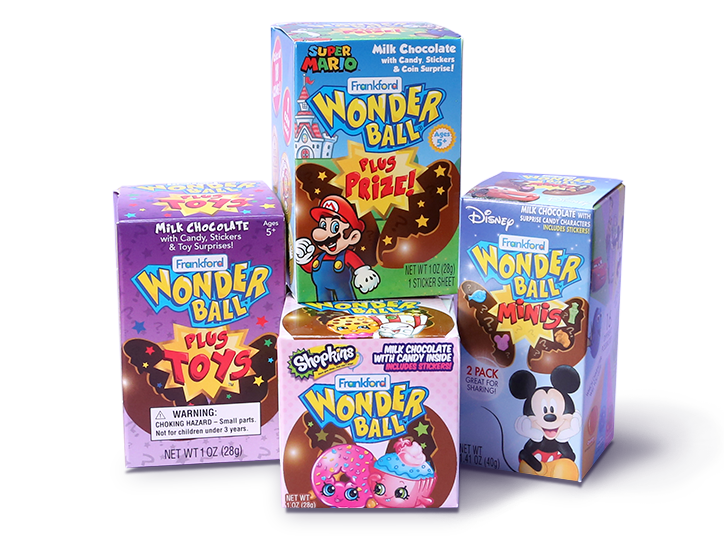 SUPER
MARIO
Milk Chocolate
with Candy, Stickers
& Coin Surprise!
Frankford
WONDER
BALL
Ages
5+
PLUS
PRIZE!
NET WT 1 OZ (28g)
1 STICKER SHEET
PLUS
TOYS
MILK CHOCOLATE
with Candy, Stickers
& Toy Surprises!
Ages
5+
Frankford
WONDER
BALL
PLUS
TOYS
WARNING:
CHOKING HAZARD – Small parts.
Not for children under 3 years.
NET WT 1 OZ (28g)
Shopkins
MILK CHOCOLATE
WITH CANDY INSIDE
INCLUDES STICKERS!
Frankford
WONDER
BALL
NET WT
1 OZ (28g)
Disney
MILK CHOCOLATE WITH
SURPRISE CANDY CHARACTERS
INCLUDES STICKERS!
Frankford
WONDER
BALL
MINIS
2 PACK
GREAT FOR
SHARING!
NET WT
1.41 OZ (40g)